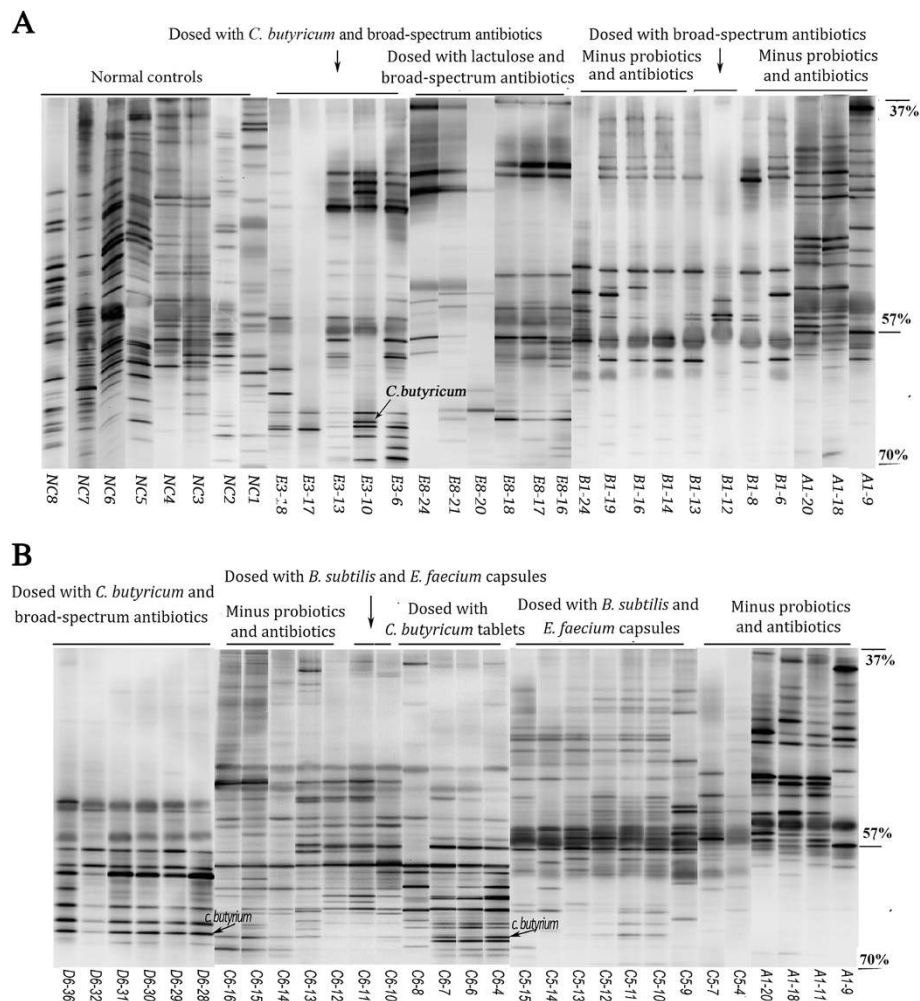 A
Dosed with C. butyricum and broad-spectrum antibiotics
Dosed with broad-spectrum antibiotics
Normal controls
Dosed with lactulose and
broad-spectrum antibiotics
Minus probiotics
and antibiotics
Minus probiotics
and antibiotics
37%
57%
C.butyricum
70%
NC8 NC7 NC6 NC5 NC4 NC3 NC2 NC1 E3-18 E3-17 E3-13 E3-10 E3-6 E8-24 E8-21 E8-20 E8-18 E8-17 E8-16 B1-24 B1-19 B1-16 B1-14 B1-13 B1-12 B1-8 B1-6 A1-20 A1-18 A1-9
B
Dosed with C. butyricum and
broad-spectrum antibiotics
Dosed with B. subtilis and E. faecium capsules
Minus probiotics
and antibiotics
Dosed with
C. butyricum tablets
Dosed with B. subtilis and
E. faecium capsules
Minus probiotics
and antibiotics
37%
57%
c.butyrium
c.butyrium
70%
D6-36 D6-32 D6-31 D6-30 D6-29 D6-28 C6-16 C6-15 C6-14 C6-13 C6-12 C6-11 C6-10 C6-8 C6-7 C6-6 C6-4 C5-15 C5-14 C5-13 C5-12 C5-11 C5-10 C5-9 C5-7 C5-4 A1-20 A1-18 A1-11 A1-9